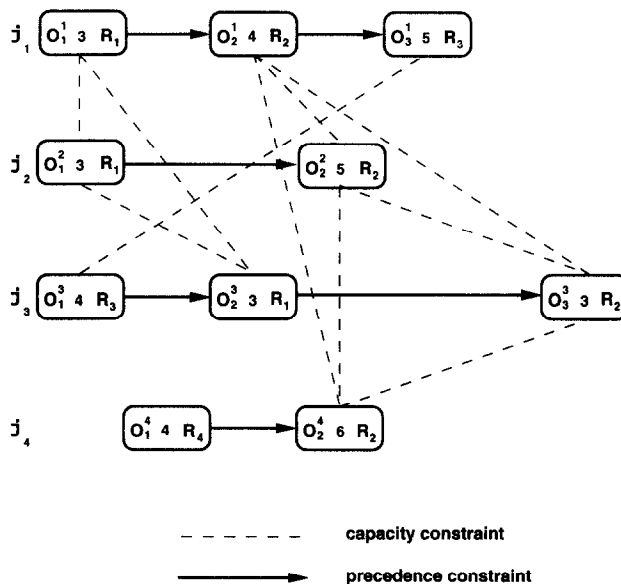 j₁ O₁¹ 3 R₁ O₂¹ 4 R₂ O₃¹ 5 R₃
j₂ O₁² 3 R₁ O₂² 5 R₂
j₃ O₁³ 4 R₃ O₂³ 3 R₁ O₃³ 3 R₂
j₄ O₁⁴ 4 R₄ O₂⁴ 6 R₂
capacity constraint
precedence constraint